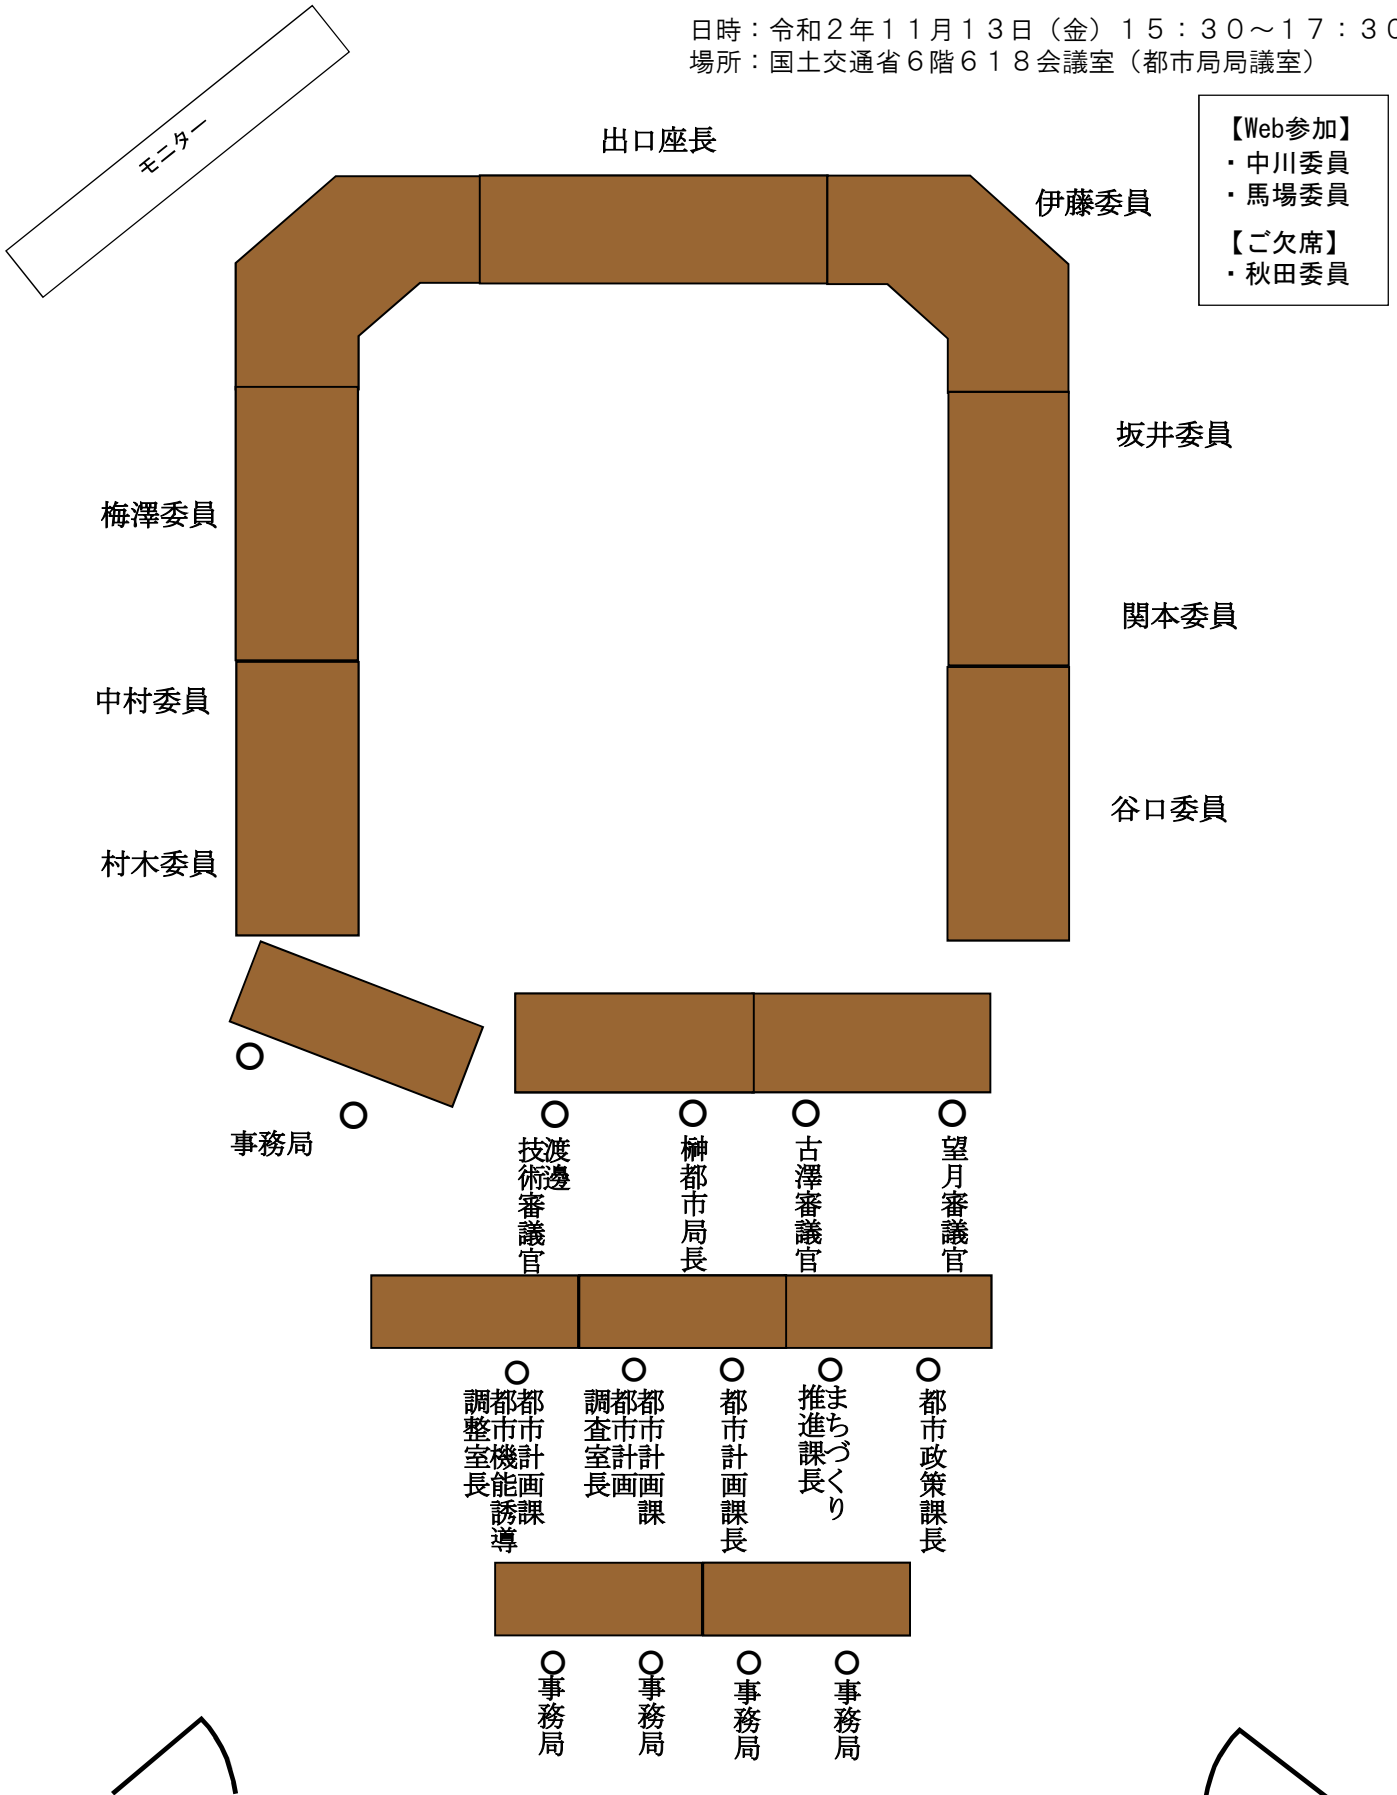 日時：令和２年１１月１３日（金）１５：３０～１７：３０
場所：国土交通省６階６１８会議室（都市局局議室）
モニター
出口座長
【Web参加】
・中川委員
・馬場委員
【ご欠席】
・秋田委員
伊藤委員
坂井委員
梅澤委員
関本委員
中村委員
谷口委員
村木委員
事務局
渡邊
技術審議官
榊都市局長
古澤審議官
望月審議官
都市計画課
都市機能誘導
調整室長
都市計画課
都市計画
調査室長
都市計画課長
まちづくり
推進課長
都市政策課長
事務局
事務局
事務局
事務局